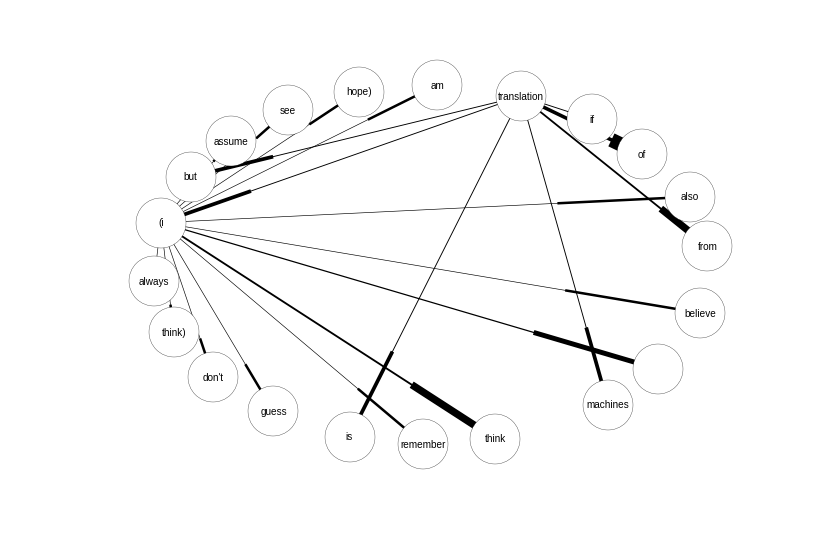 am
hope)
translation
see
if
assume
of
but
also
(i
from
always
believe
think)
don't
machines
guess
is
remember
think